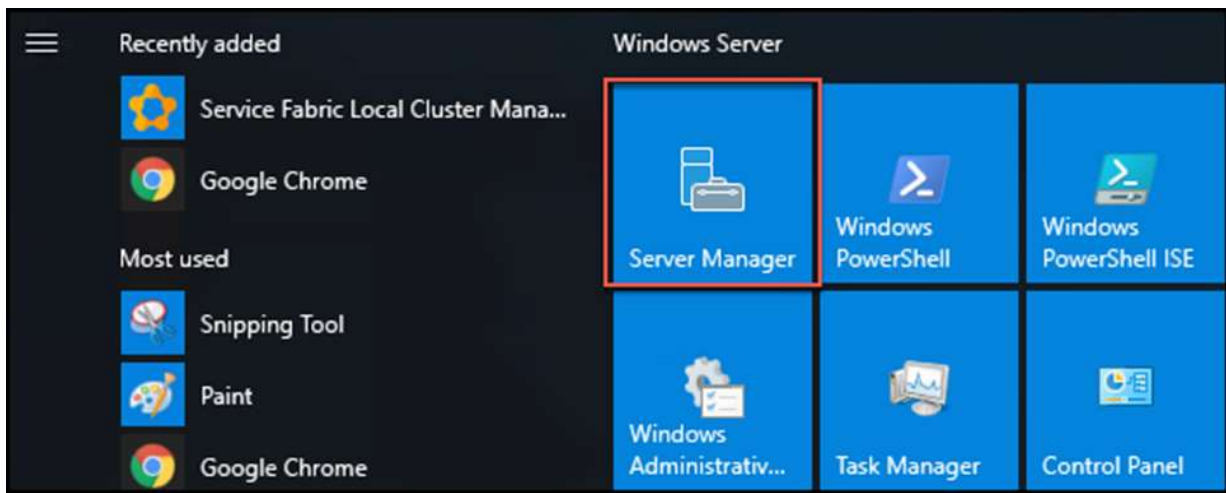 Recently added
Service Fabric Local Cluster Mana...
Google Chrome
Most used
Snipping Tool
Paint
Google Chrome
Windows Server
Server Manager
Windows
PowerShell
Windows
PowerShell ISE
Windows
Administrativ...
Task Manager
Control Panel